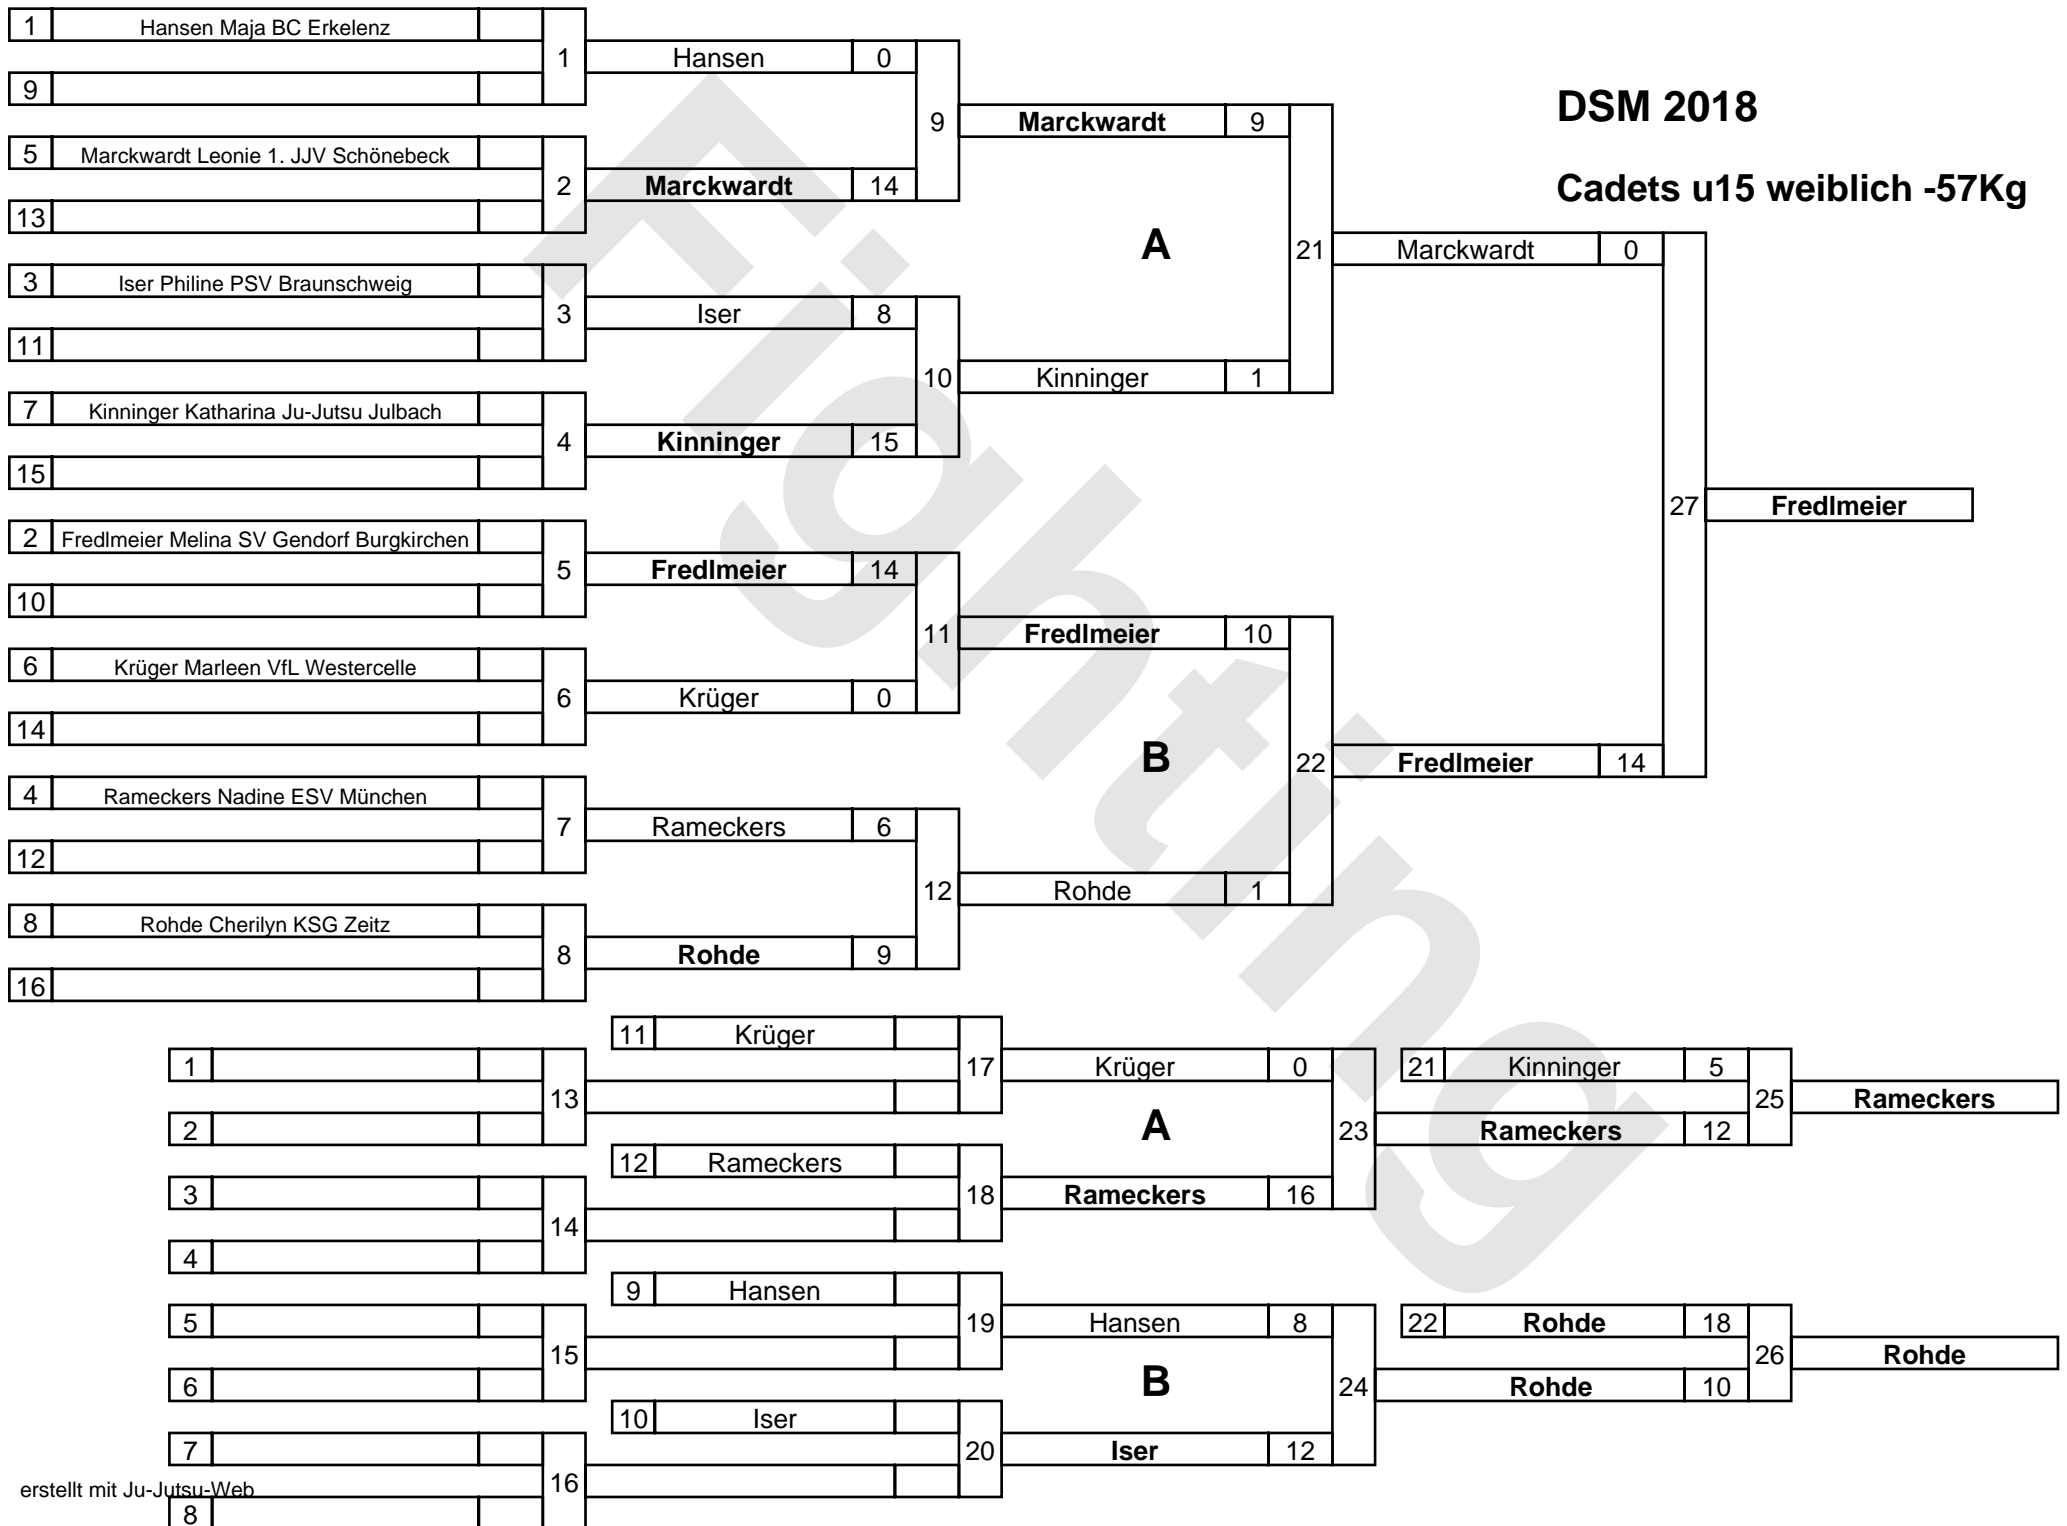 1 Hansen Maja BC Erkelenz
1 Hansen 0
9
9 Marckwardt 9
DSM 2018
5 Marckwardt Leonie 1. JJV Schönebeck
2 Marckwardt 14
13
Cadets u15 weiblich -57Kg
A
21 Marckwardt 0
3 Iser Philine PSV Braunschweig
3 Iser 8
11
10 Kinninger 1
7 Kinninger Katharina Ju-Jutsu Julbach
4 Kinninger 15
15
27 Fredlmeier
2 Fredlmeier Melina SV Gendorf Burgkirchen
5 Fredlmeier 14
10
11 Fredlmeier 10
6 Krüger Marleen VfL Westercelle
6 Krüger 0
14
B
22 Fredlmeier 14
4 Rameckers Nadine ESV München
7 Rameckers 6
12
12 Rohde 1
8 Rohde Cherilyn KSG Zeitz
8 Rohde 9
16
Fighting
11 Krüger
1 17 Krüger 0 21 Kinninger 5
13 25 Rameckers
2 A 23 Rameckers 12
12 Rameckers
3 18 Rameckers 16
14
4
9 Hansen
5 19 Hansen 8 22 Rohde 18
15 26 Rohde
6 B 24 Rohde 10
10 Iser
7 20 Iser 12
16
erstellt mit Ju-Jutsu-Web
8